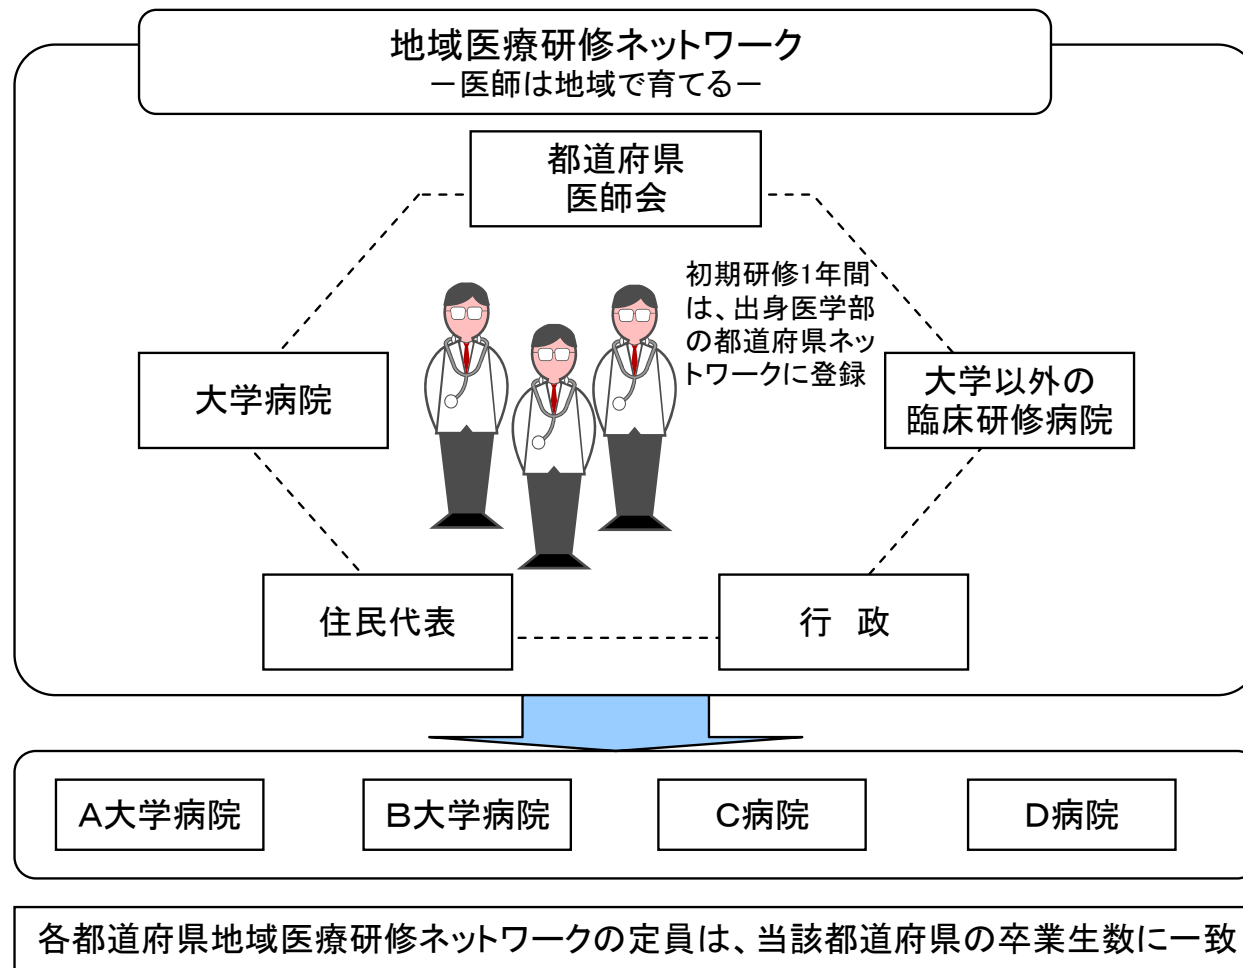 地域医療研修ネットワーク
－医師は地域で育てる－
都道府県
医師会
初期研修1年間
は、出身医学部
の都道府県ネッ
トワークに登録
大学病院
大学以外の
臨床研修病院
住民代表
行　政
A大学病院
B大学病院
C病院
D病院
各都道府県地域医療研修ネットワークの定員は、当該都道府県の卒業生数に一致